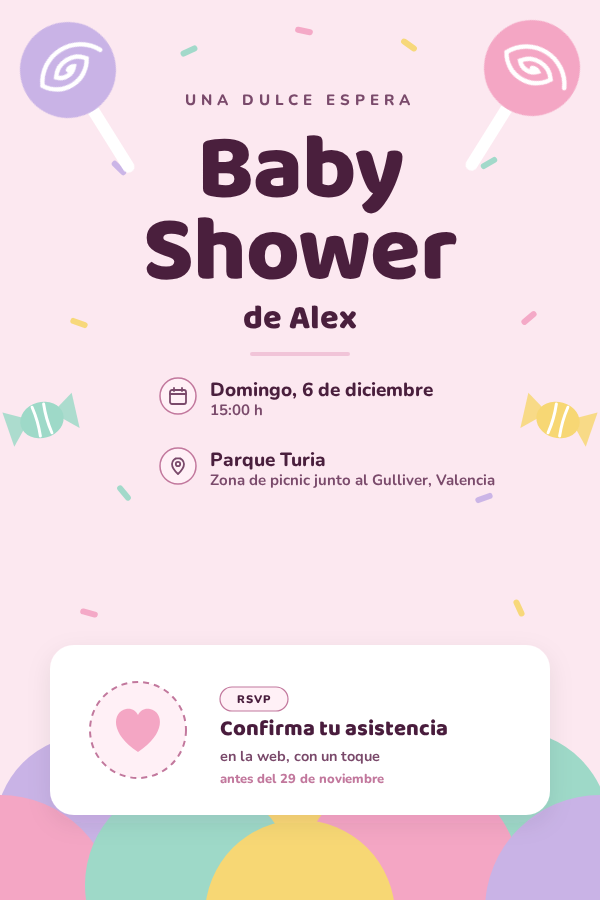 UNA DULCE ESPERA
Baby
Shower
de Alex
Domingo, 6 de diciembre
15:00 h
Parque Turia
Zona de picnic junto al Gulliver, Valencia
RSVP
Confirma tu asistencia
en la web, con un toque
antes del 29 de noviembre